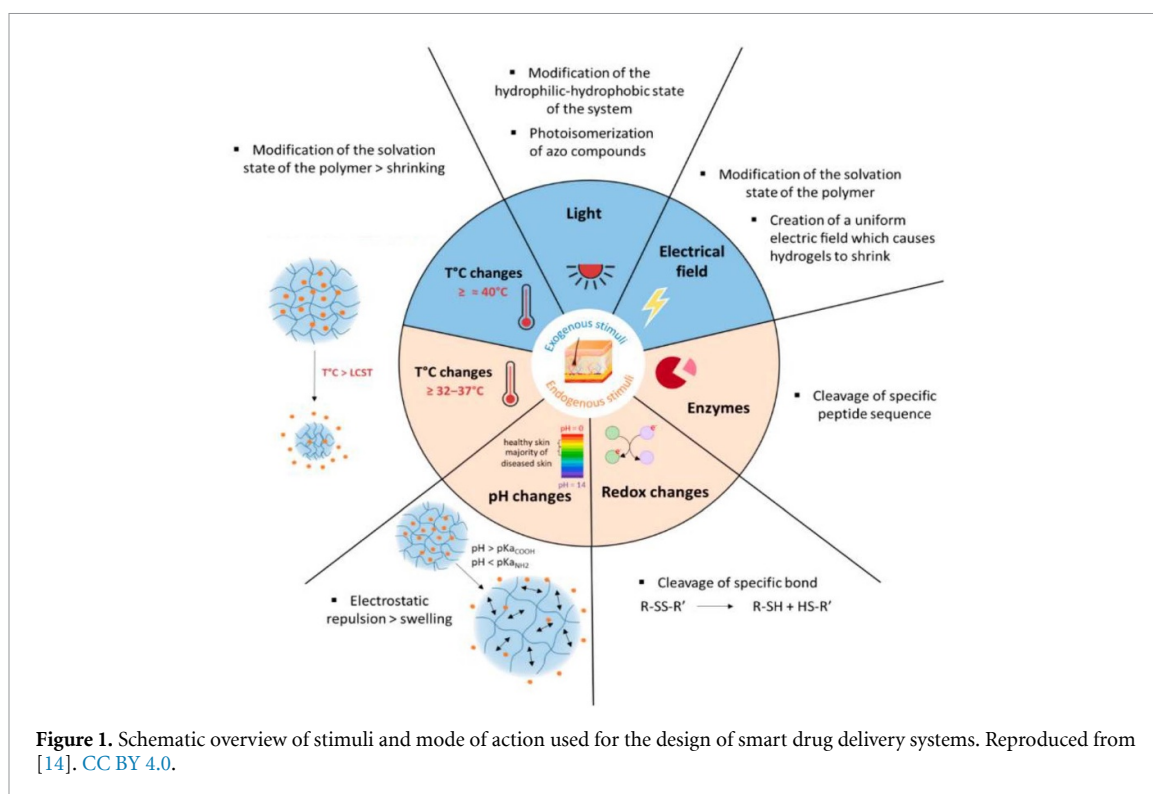 ▪ Modification of the
hydrophilic-hydrophobic state
of the system
▪ Photoisomerization
of azo compounds
▪ Modification of the solvation
state of the polymer > shrinking
▪ Modification of the solvation
state of the polymer
▪ Creation of a uniform
electric field which causes
hydrogels to shrink
Light
Electrical
field
T°C changes
≥ ≈ 40°C
Exogenous stimuli
Endogenous stimuli
T°C changes
≥ 32–37°C
T°C > LCST
Enzymes
▪ Cleavage of specific
peptide sequence
pH = 0
healthy skin
majority of
diseased skin
pH = 14
pH changes
e⁻
e⁻
Redox changes
pH > pKaCOOH
pH < pKaNH2
▪ Electrostatic
repulsion > swelling
▪ Cleavage of specific bond
R-SS-R’ ⟶ R-SH + HS-R’
Figure 1. Schematic overview of stimuli and mode of action used for the design of smart drug delivery systems. Reproduced from
[14]. CC BY 4.0.